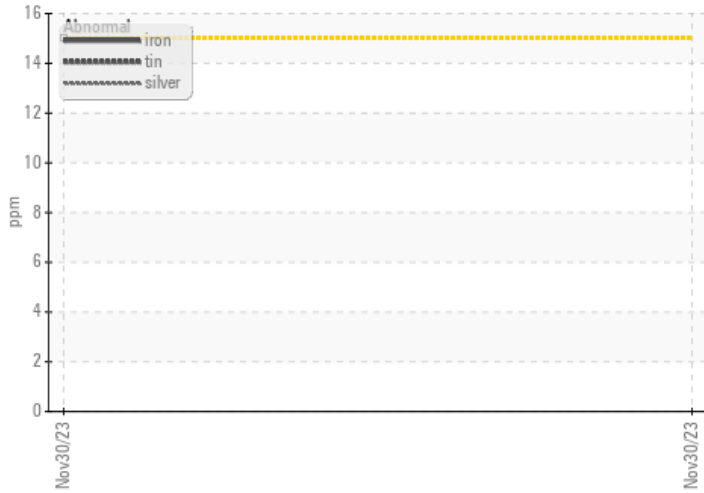 16
14
12
10
8
6
4
2
0
ppm
Abnormal
iron
tin
silver
Nov30/23
Nov30/23